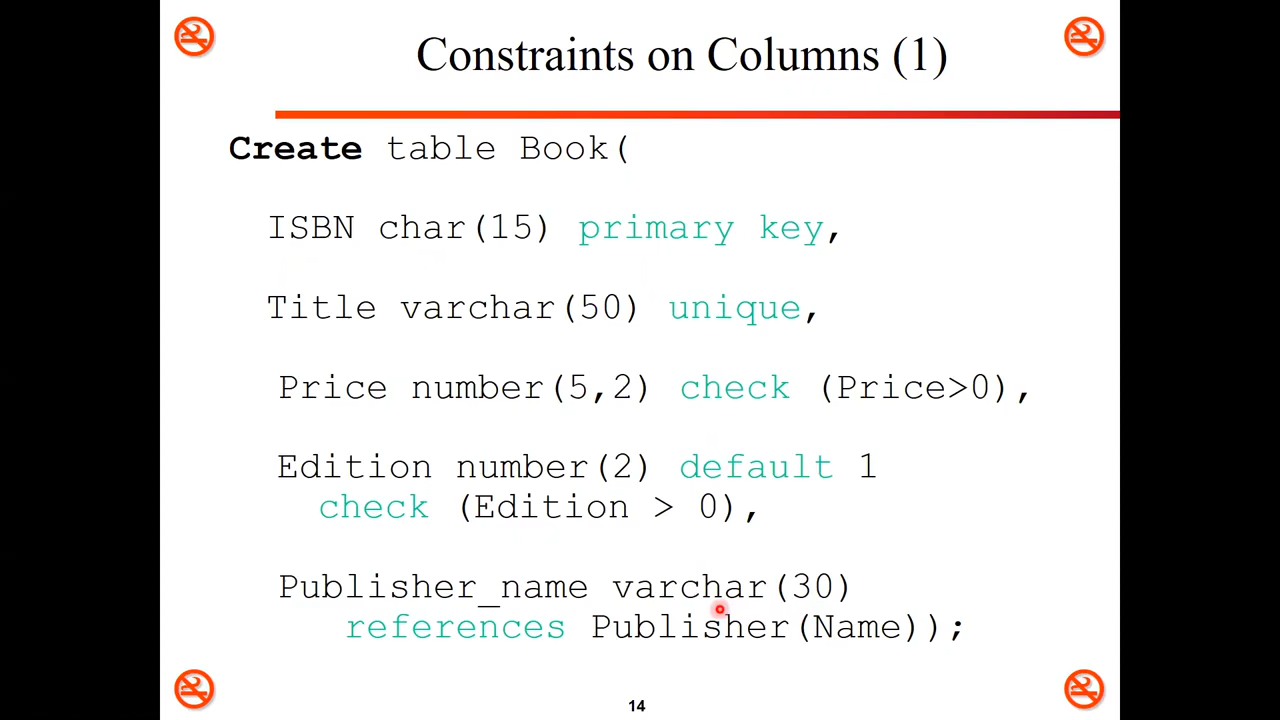 Constraints on Columns (1)
Create table Book(
ISBN char(15) primary key,
Title varchar(50) unique,
Price number(5,2) check (Price>0),
Edition number(2) default 1
check (Edition > 0),
Publisher_name varchar(30)
references Publisher(Name));
14